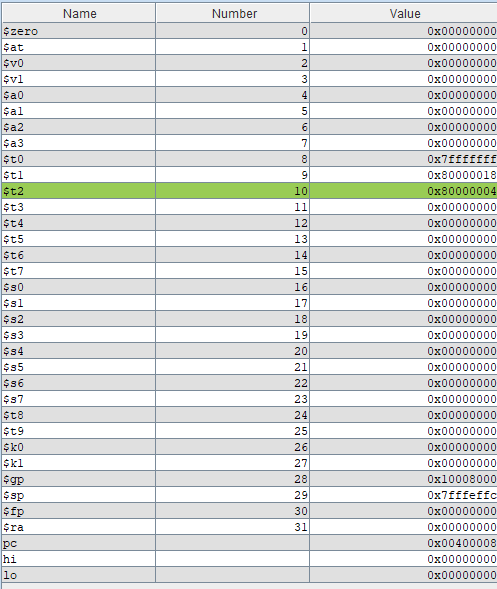 Name Number Value
$zero 0 0x00000000
$at 1 0x00000000
$v0 2 0x00000000
$v1 3 0x00000000
$a0 4 0x00000000
$a1 5 0x00000000
$a2 6 0x00000000
$a3 7 0x00000000
$t0 8 0x7fffffff
$t1 9 0x80000018
$t2 10 0x80000004
$t3 11 0x00000000
$t4 12 0x00000000
$t5 13 0x00000000
$t6 14 0x00000000
$t7 15 0x00000000
$s0 16 0x00000000
$s1 17 0x00000000
$s2 18 0x00000000
$s3 19 0x00000000
$s4 20 0x00000000
$s5 21 0x00000000
$s6 22 0x00000000
$s7 23 0x00000000
$t8 24 0x00000000
$t9 25 0x00000000
$k0 26 0x00000000
$k1 27 0x00000000
$gp 28 0x10008000
$sp 29 0x7fffeffc
$fp 30 0x00000000
$ra 31 0x00000000
pc 0x00400008
hi 0x00000000
lo 0x00000000